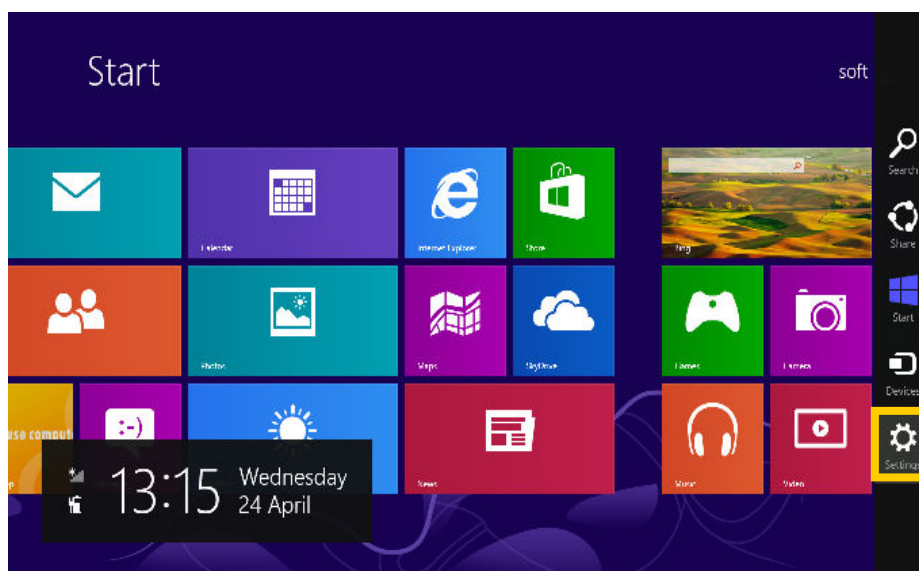 Start
soft
Search
Share
Start
Devices
Settings
Calendar
Internet Explorer
Store
Bing
Photos
Maps
SkyDrive
Games
Camera
:-)
News
Music
Video
13:15
Wednesday
24 April